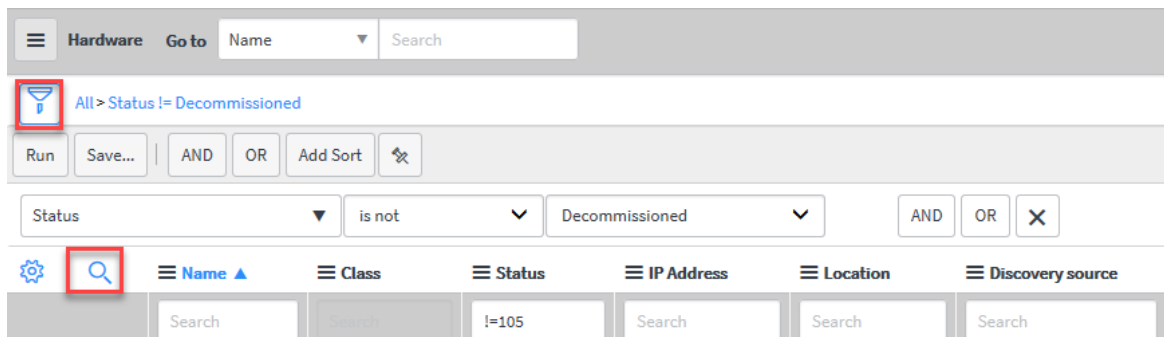 Hardware Go to Name Search
All > Status != Decommissioned
Run Save... AND OR Add Sort
Status is not Decommissioned AND OR
Name Class Status IP Address Location Discovery source
Search Search !=105 Search Search Search